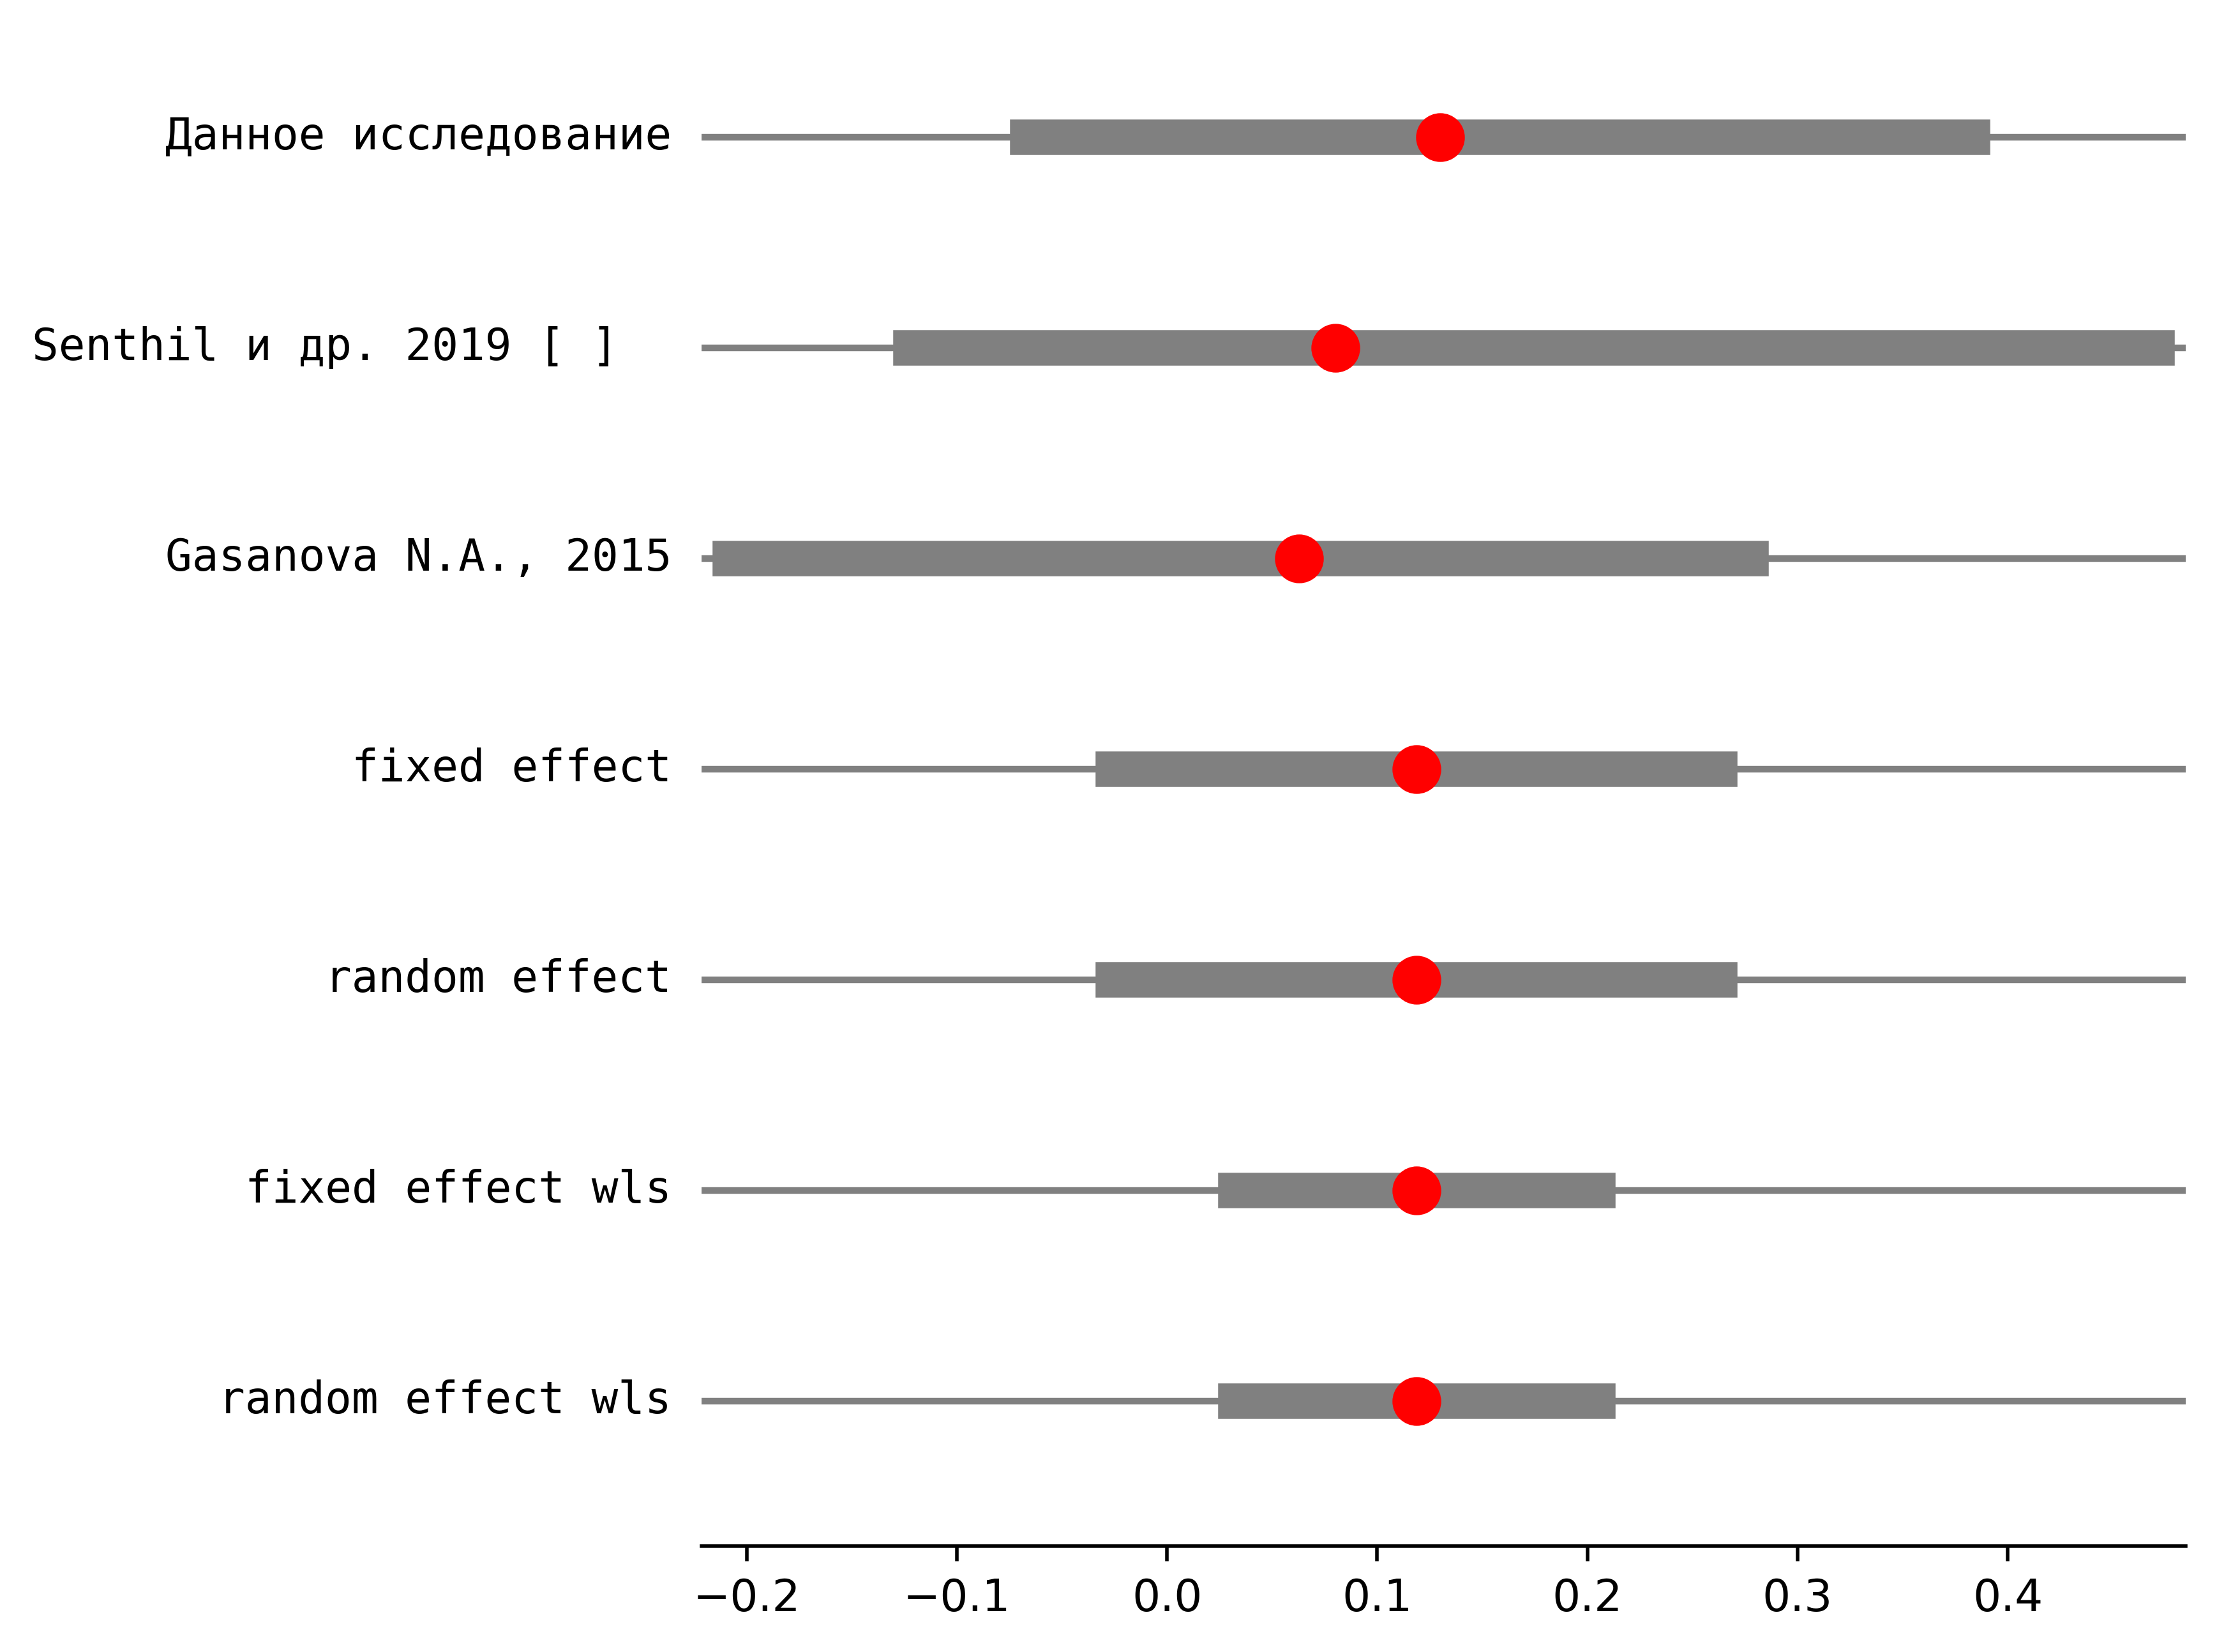 Данное исследование
Senthil и др. 2019 [ ]
Gasanova N.A., 2015
fixed effect
random effect
fixed effect wls
random effect wls
−0.2 −0.1 0.0 0.1 0.2 0.3 0.4